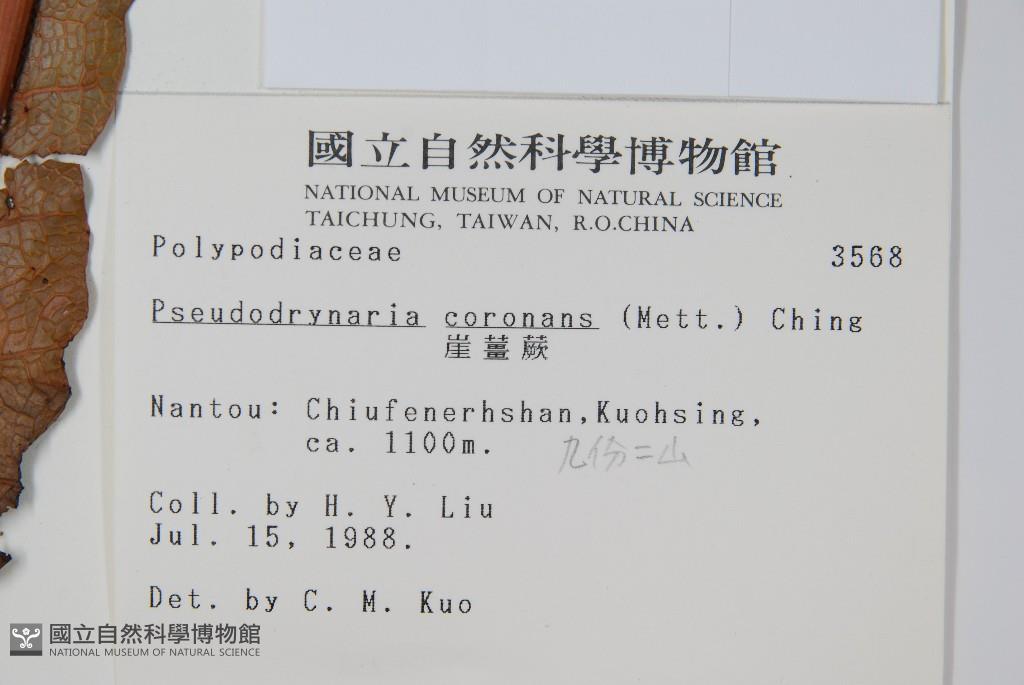 國立自然科學博物館
NATIONAL MUSEUM OF NATURAL SCIENCE
TAICHUNG, TAIWAN, R.O.CHINA
Polypodiaceae 3568
Pseudodrynaria coronans (Mett.) Ching
崖薑蕨
Nantou: Chiufenerhshan,Kuohsing,
ca. 1100m. 九份二山
Coll. by H. Y. Liu
Jul. 15, 1988.
Det. by C. M. Kuo
國立自然科學博物館
NATIONAL MUSEUM OF NATURAL SCIENCE